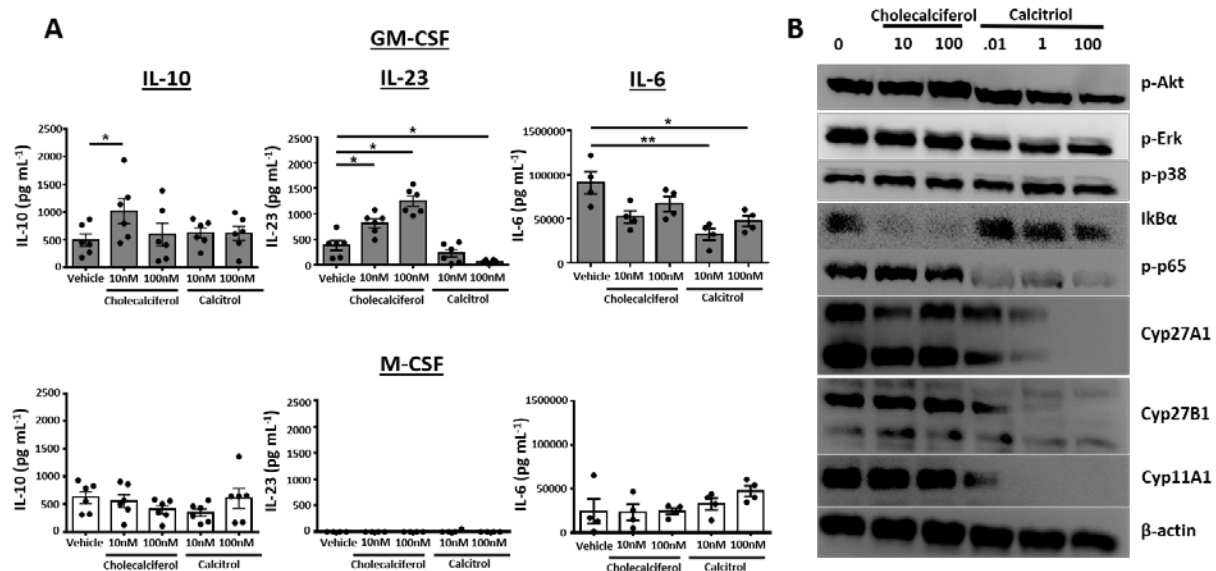 A
GM-CSF
IL-10
IL-23
IL-6
*
*
*
*
*
**
IL-10 (pg mL-1)
2500
2000
1500
1000
500
0
Vehicle 10nM 100nM 10nM 100nM
Cholecalciferol Calcitrol
IL-23 (pg mL-1)
2500
2000
1500
1000
500
0
Vehicle 10nM 100nM 10nM 100nM
Cholecalciferol Calcitrol
IL-6 (pg mL-1)
1500000
100000
50000
0
Vehicle 10nM 100nM 10nM 100nM
Cholecalciferol Calcitrol
M-CSF
IL-10 (pg mL-1)
2500
2000
1500
1000
500
0
Vehicle 10nM 100nM 10nM 100nM
Cholecalciferol Calcitrol
IL-23 (pg mL-1)
2500
2000
1500
1000
500
0
Vehicle 10nM 100nM 10nM 100nM
Cholecalciferol Calcitrol
IL-6 (pg mL-1)
1500000
100000
50000
0
Vehicle 10nM 100nM 10nM 100nM
Cholecalciferol Calcitrol
B
Cholecalciferol Calcitriol
0 10 100 .01 1 100
p-Akt
p-Erk
p-p38
IkBα
p-p65
Cyp27A1
Cyp27B1
Cyp11A1
β-actin